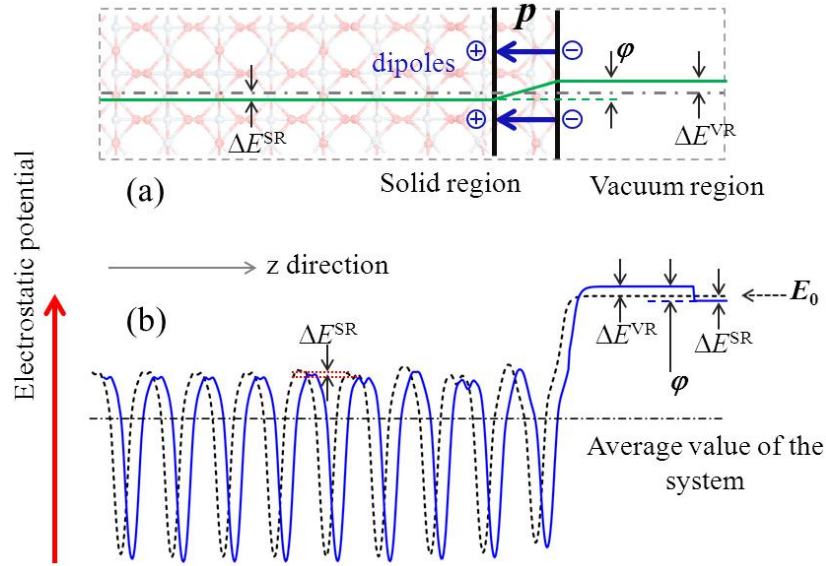 p
dipoles
+
−
φ
+
−
ΔE^SR
ΔE^VR
(a)
Solid region
Vacuum region
Electrostatic potential
z direction
(b)
E₀
ΔE^SR
ΔE^VR
ΔE^SR
φ
Average value of the
system